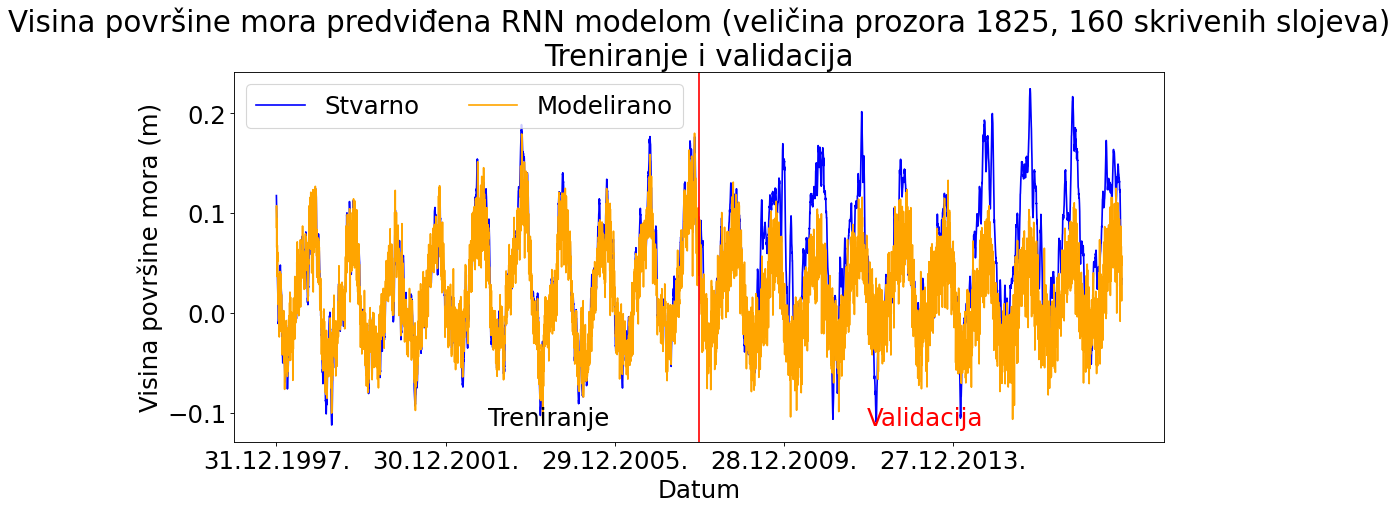 Visina površine mora predviđena RNN modelom (veličina prozora 1825, 160 skrivenih slojeva)
Treniranje i validacija
Stvarno Modelirano
Visina površine mora (m)
0.2
0.1
0.0
−0.1
Treniranje Validacija
31.12.1997. 30.12.2001. 29.12.2005. 28.12.2009. 27.12.2013.
Datum